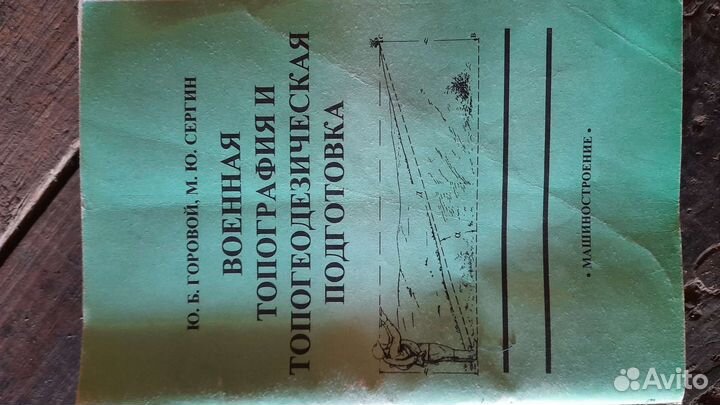 Ю. Б. ГОРОВОЙ, М. Ю. СЕРГИН
ВОЕННАЯ
ТОПОГРАФИЯ И
ТОПОГЕОДЕЗИЧЕСКАЯ
ПОДГОТОВКА
• МАШИНОСТРОЕНИЕ •
Avito